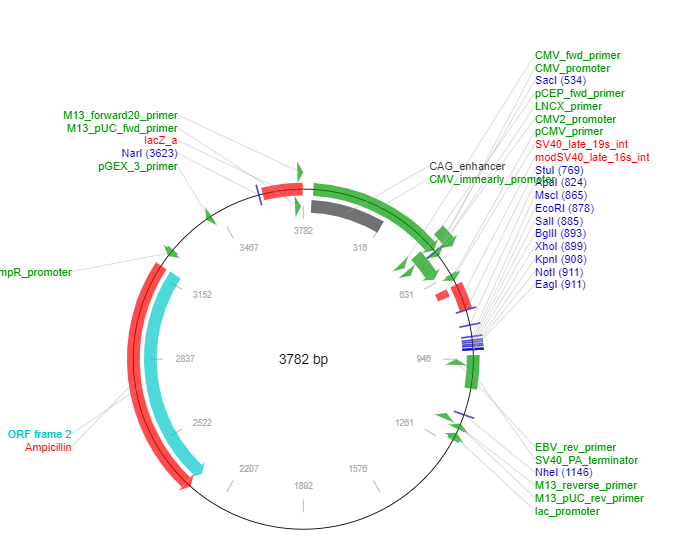 CMV_fwd_primer
CMV_promoter
SacI (534)
pCEP_fwd_primer
LNCX_primer
CMV2_promoter
pCMV_primer
SV40_late_19s_int
modSV40_late_16s_int
StuI (769)
ApaI (824)
MscI (865)
EcoRI (878)
SalI (885)
BglII (893)
XhoI (899)
KpnI (908)
NotI (911)
EagI (911)
M13_forward20_primer
M13_pUC_fwd_primer
lacZ_a
NarI (3623)
pGEX_3_primer
CAG_enhancer
CMV_immearly_promoter
mpR_promoter
ORF frame 2
Ampicillin
3782
316
631
946
1261
1576
1892
2207
2522
2837
3152
3467
3782 bp
EBV_rev_primer
SV40_PA_terminator
NheI (1146)
M13_reverse_primer
M13_pUC_rev_primer
lac_promoter